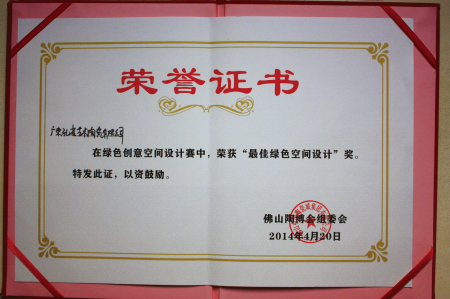 荣誉证书
在绿色创意空间设计赛中，荣获“最佳绿色空间设计”奖。
特发此证，以资鼓励。
佛山陶博会组委会
2014年4月20日